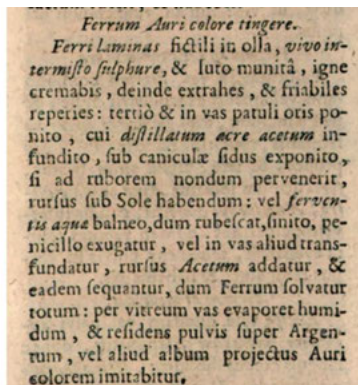 Ferrum Auri colore tingere.
Ferri laminas fictili in olla, vivo in-
termiſto ſulphure, & luto munitâ, igne
cremabis, deinde extrahes, & friabiles
reperies: tertiò & in vas patuli oris po-
nito, cui diſtillatum acre acetum in-
fundito, ſub caniculæ ſidus exponito,
ſi ad ruborem nondum pervenerit,
rurſus ſub Sole habendum: vel ferven-
tis aquæ balneo, dum rubeſcat, ſinito, pe-
nicillo exugatur, vel in vas aliud trans-
fundatur, rurſus Acetum addatur, &
eadem ſequantur, dum Ferrum ſolvatur
totum: per vitreum vas evaporet humi-
dum, & reſidens pulvis ſuper Argen-
tum, vel aliud album projectus Auri
colorem imitabitur.